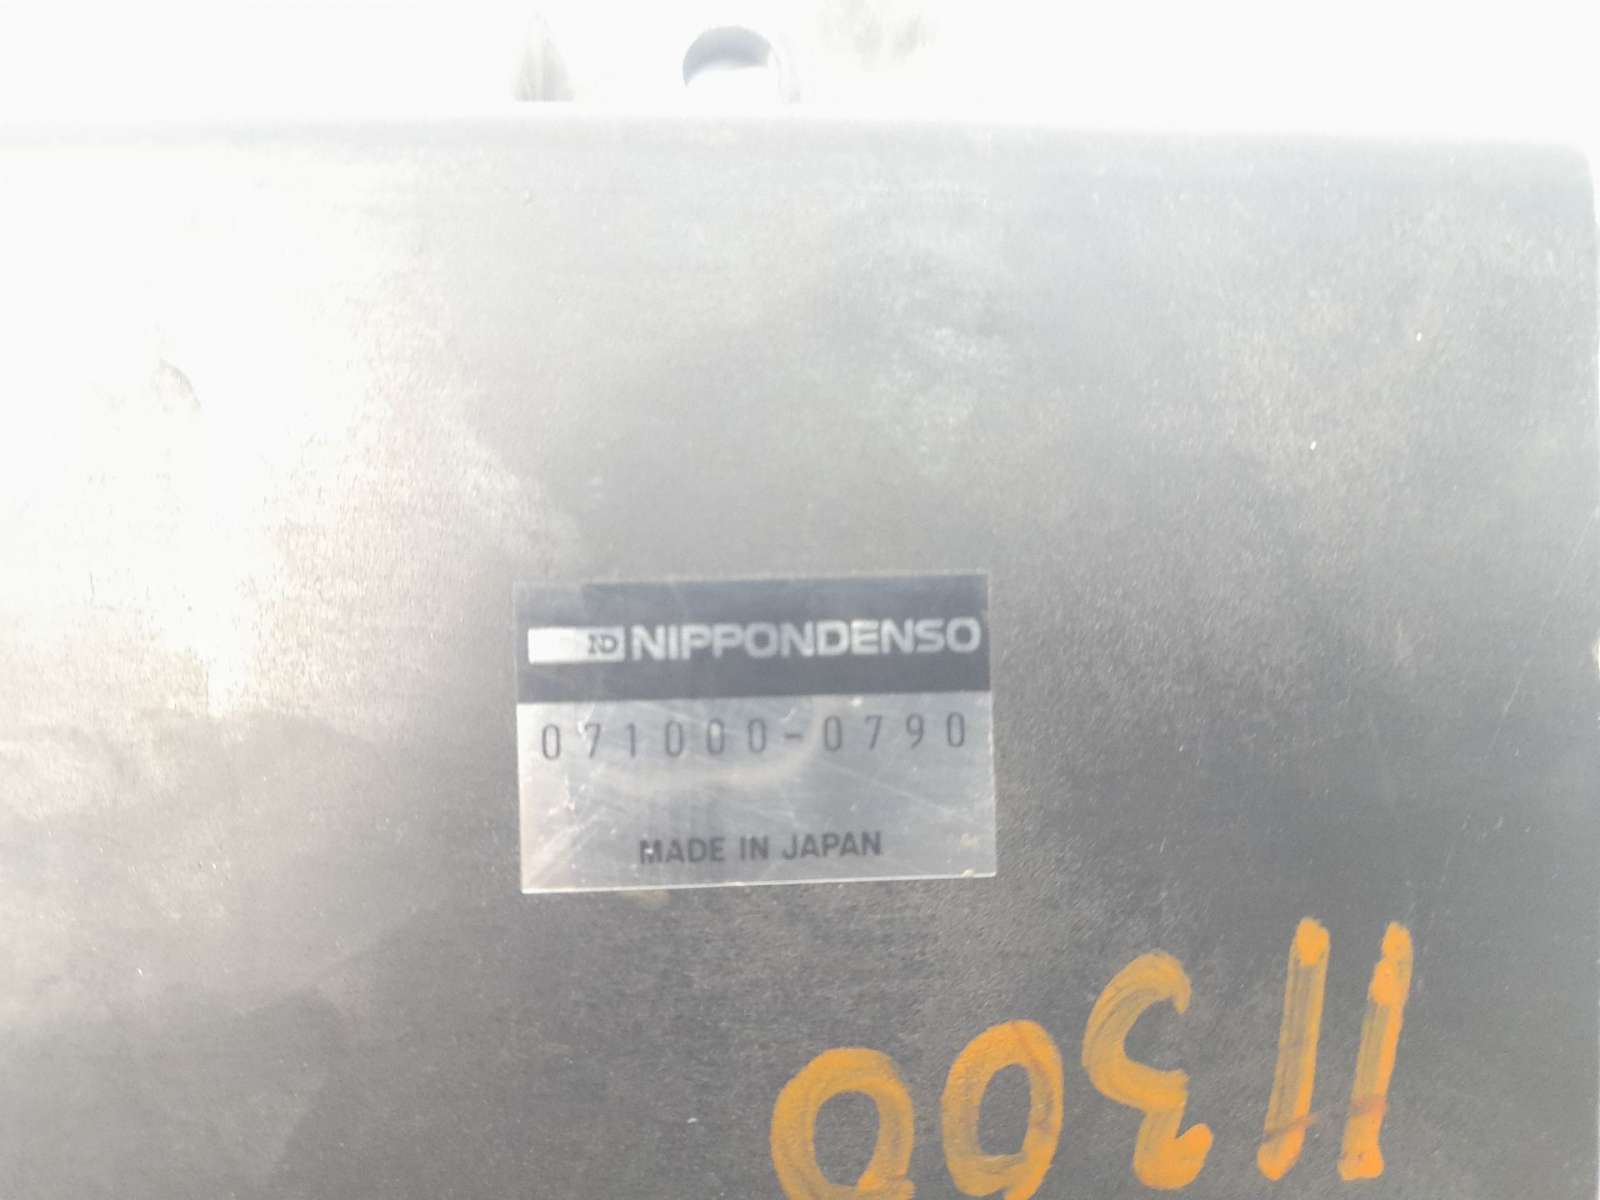 ND NIPPONDENSO
071000-0790
MADE IN JAPAN
11300